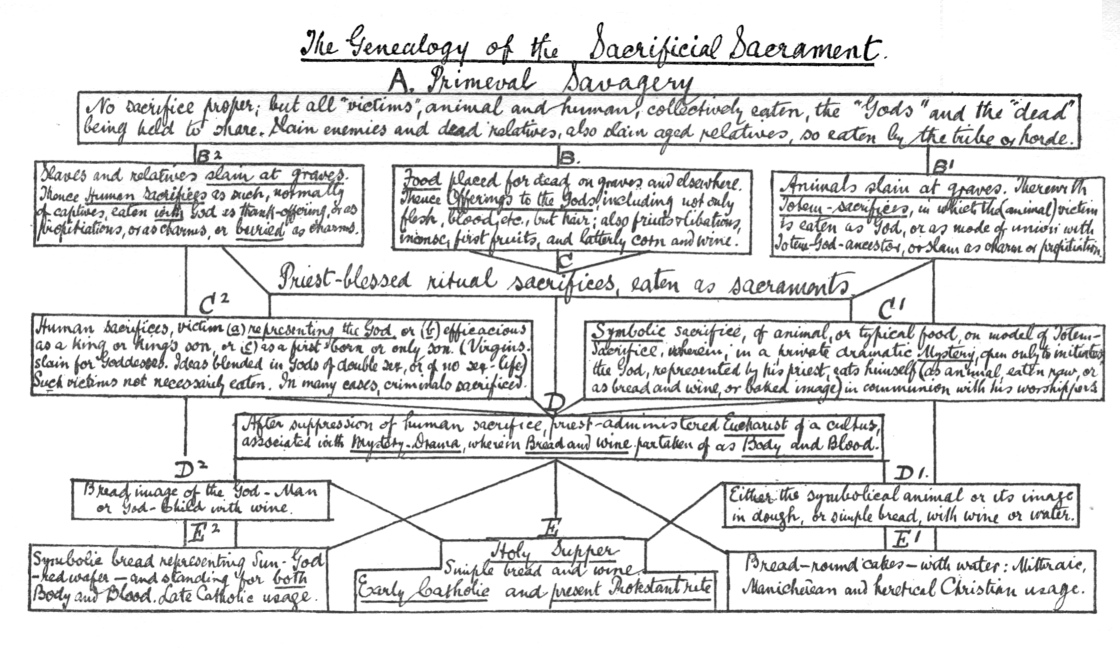 The Genealogy of the Sacrificial Sacrament.
A. Primeval Savagery
No sacrifice proper; but all "victims", animal and human, collectively eaten, the "Gods" and the "dead"
being held to share. Slain enemies and dead relatives, also slain aged relatives, so eaten by the tribe or horde.
B²
Slaves and relatives slain at graves.
Thence Human Sacrifices as such, normally
of captives, eaten with God as thank-offering, or as
propitiations, or as charms, or buried as charms.
B.
Food placed for dead on graves and elsewhere.
Thence Offerings to the Gods, including not only
flesh, blood, etc., but hair; also fruits & libations,
incense, first fruits, and latterly corn and wine.
B¹
Animals slain at graves. Therewith
Totem-sacrifices, in which the (animal) victim
is eaten as God, or as mode of union with
Totem-God-ancestor, or slain as charm or propitiation
C
Priest-blessed ritual sacrifices, eaten as sacraments
C²
Human sacrifices, victim (a) representing the God, or (b) efficacious
as a King or King's son, or (c) as a first-born or only son. (Virgins
slain for Goddesses. Ideas blended in Gods of double sex, or of no sex-life)
Such victims not necessarily eaten. In many cases, criminals sacrificed.
C¹
Symbolic sacrifice, of animal, or typical food, on model of Totem-
Sacrifice, wherein, in a private dramatic Mystery, open only to initiates
the God, represented by his priest, eats himself (as animal, eaten raw, or
as bread and wine, or baked image) in communion with his worshippers
D
After suppression of human sacrifice, priest-administered Eucharist of a cultus,
associated with Mystery-Drama, wherein Bread and wine partaken of as Body and Blood.
D²
Bread image of the God-Man
or God-Child with wine.
D¹.
Either the symbolical animal or its image
in dough, or simple bread, with wine or water.
E²
Symbolic bread representing Sun-God
-red wafer - and standing for both
Body and Blood. Late Catholic usage.
E
Holy Supper
Simple bread and wine.
Early Catholic and present Protestant rite
E¹
Bread-round cakes-with water: Mithraic,
Manichœan and heretical Christian usage.